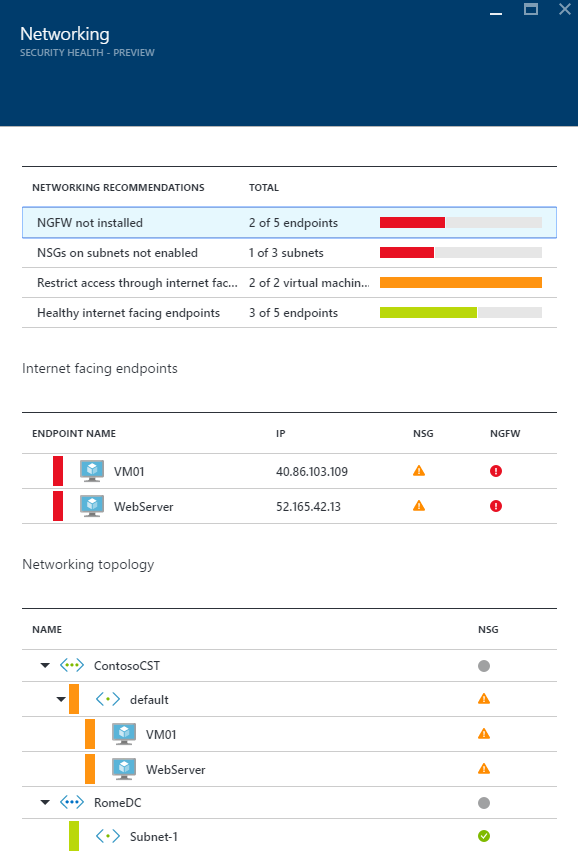 Networking
SECURITY HEALTH - PREVIEW
NETWORKING RECOMMENDATIONS TOTAL
NGFW not installed 2 of 5 endpoints
NSGs on subnets not enabled 1 of 3 subnets
Restrict access through internet fac... 2 of 2 virtual machin...
Healthy internet facing endpoints 3 of 5 endpoints
Internet facing endpoints
ENDPOINT NAME IP NSG NGFW
VM01 40.86.103.109
WebServer 52.165.42.13
Networking topology
NAME NSG
ContosoCST
default
VM01
WebServer
RomeDC
Subnet-1